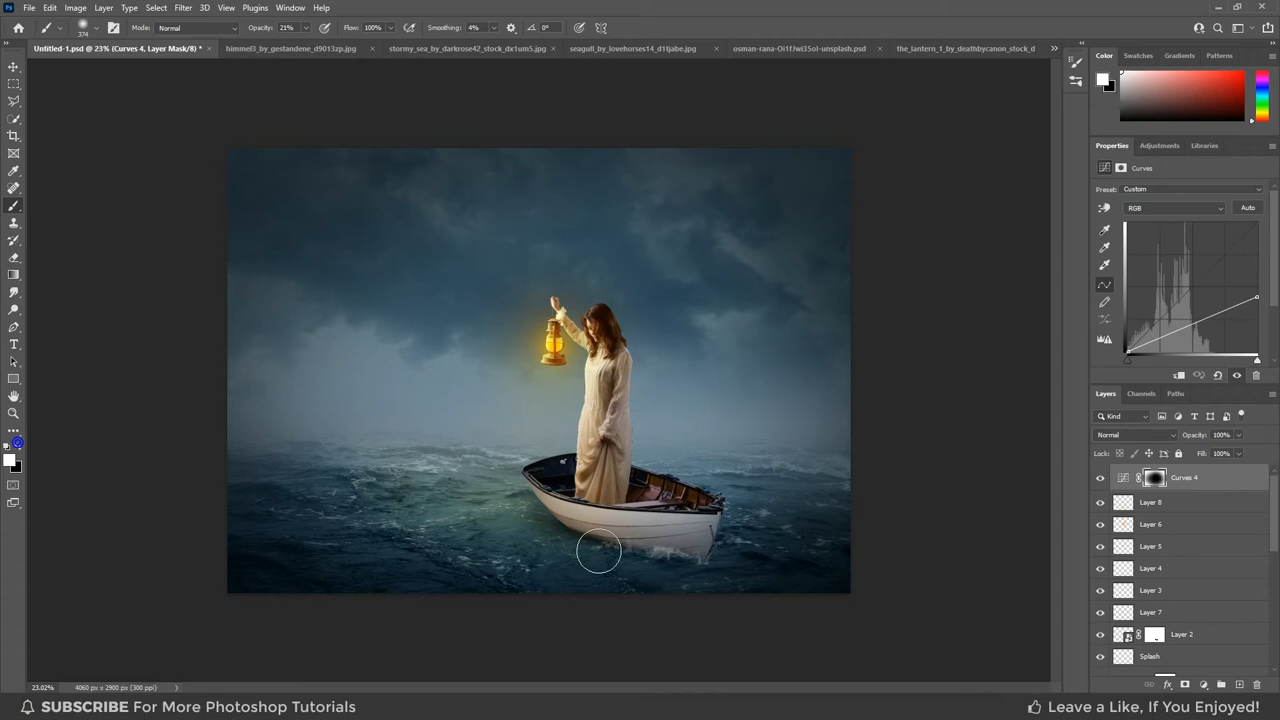 Ps File Edit Image Layer Type Select Filter 3D View Plugins Window Help
Mode: Normal Opacity: 21% Flow: 100% Smoothing: 4% 0°
374
Untitled-1.psd @ 23% (Curves 4, Layer Mask/8) * × himmel3_by_gestandene_d9013zp.jpg × stormy_sea_by_darkrose42_stock_dx1um5.jpg × seagull_by_lovehorses14_d1tjabe.jpg × osman-rana-Oi1fJwi35oI-unsplash.psd × the_lantern_1_by_deathbycanon_stock_d
Color Swatches Gradients Patterns
Properties Adjustments Libraries
Curves
Preset: Custom
RGB Auto
Layers Channels Paths
Kind
Normal Opacity: 100%
Lock: Fill: 100%
Curves 4
Layer 8
Layer 6
Layer 5
Layer 4
Layer 3
Layer 7
Layer 2
Splash
23.02% 4060 px x 2900 px (300 ppi)
SUBSCRIBE For More Photoshop Tutorials
Leave a Like, If You Enjoyed!